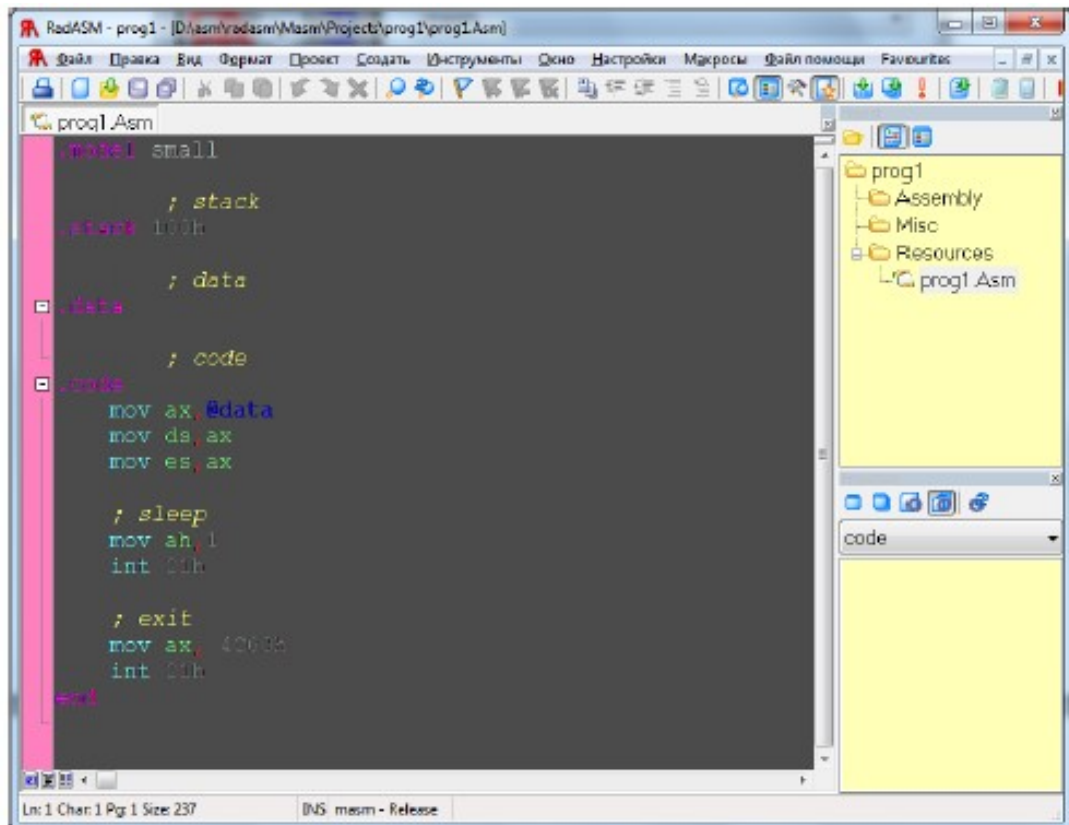 RadASM - prog1 - [D:\asm\radasm\Masm\Projects\prog1\prog1.Asm]
Файл Правка Вид Формат Проект Создать Инструменты Окно Настройки Макросы Файл помощи Favourites
prog1.Asm
.model small
; stack
.stack 100h
; data
.data
; code
.code
mov ax,@data
mov ds,ax
mov es,ax
; sleep
mov ah,1
int 21h
; exit
mov ax,
int 21h
end
prog1
Assembly
Misc
Resources
prog1.Asm
code
Ln: 1 Char: 1 Pg: 1 Size: 237
INS masm - Release